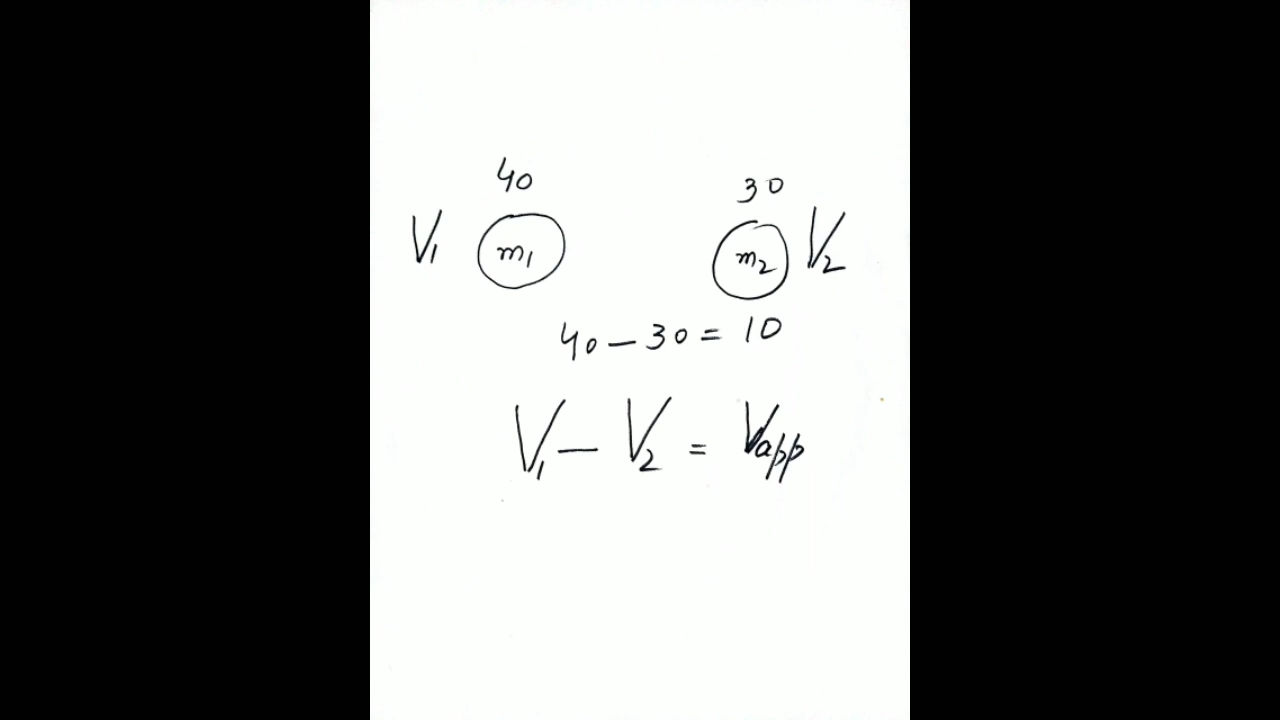 40 30
V₁ m₁ m₂ V₂
40 – 30 = 10
V₁ – V₂ = Vapp